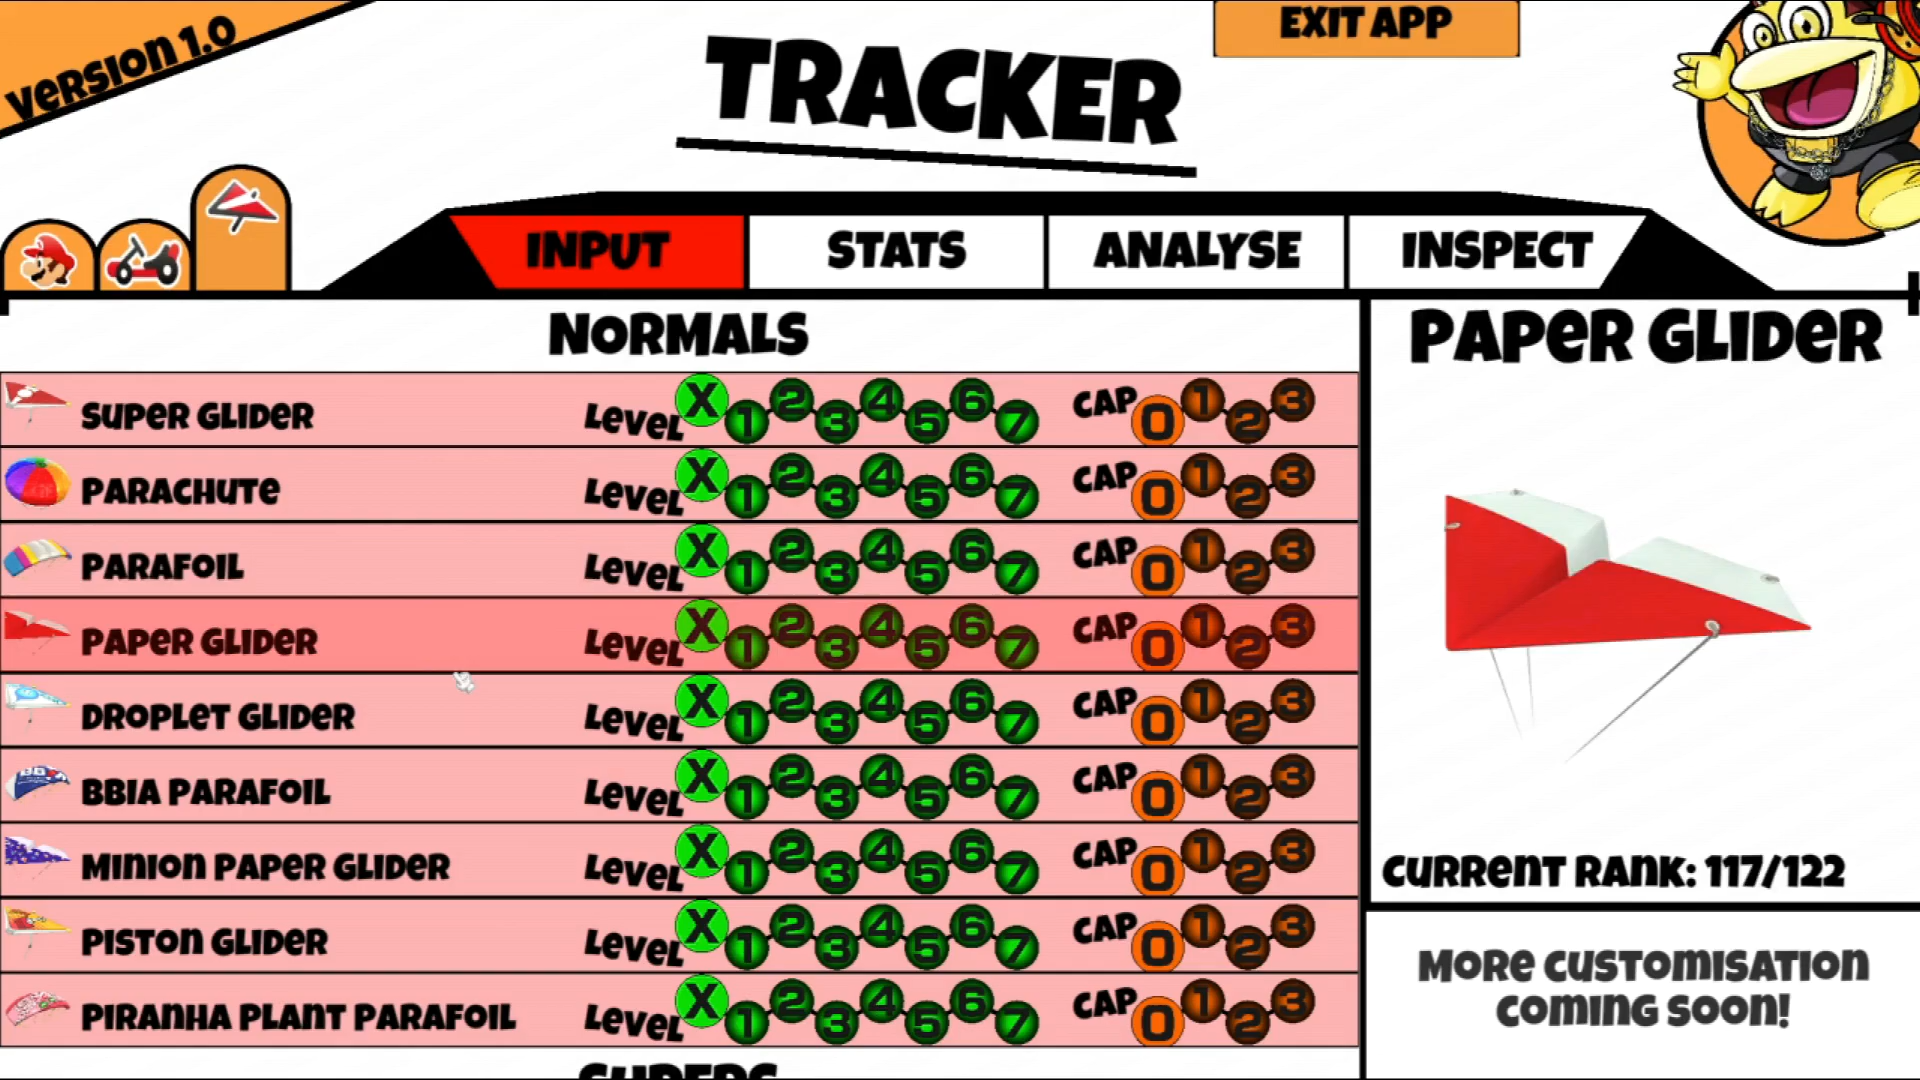 Version 1.0
TRACKER
EXIT APP
INPUT
STATS
ANALYSE
INSPECT
NORMALS
SUPER GLIDER LEVEL X 1 2 3 4 5 6 7 CAP 0 1 2 3
PARACHUTE LEVEL X 1 2 3 4 5 6 7 CAP 0 1 2 3
PARAFOIL LEVEL X 1 2 3 4 5 6 7 CAP 0 1 2 3
PAPER GLIDER LEVEL X 1 2 3 4 5 6 7 CAP 0 1 2 3
DROPLET GLIDER LEVEL X 1 2 3 4 5 6 7 CAP 0 1 2 3
BBIA PARAFOIL LEVEL X 1 2 3 4 5 6 7 CAP 0 1 2 3
MINION PAPER GLIDER LEVEL X 1 2 3 4 5 6 7 CAP 0 1 2 3
PISTON GLIDER LEVEL X 1 2 3 4 5 6 7 CAP 0 1 2 3
PIRANHA PLANT PARAFOIL LEVEL X 1 2 3 4 5 6 7 CAP 0 1 2 3
SUPERS
PAPER GLIDER
CURRENT RANK: 117/122
MORE CUSTOMISATION
COMING SOON!